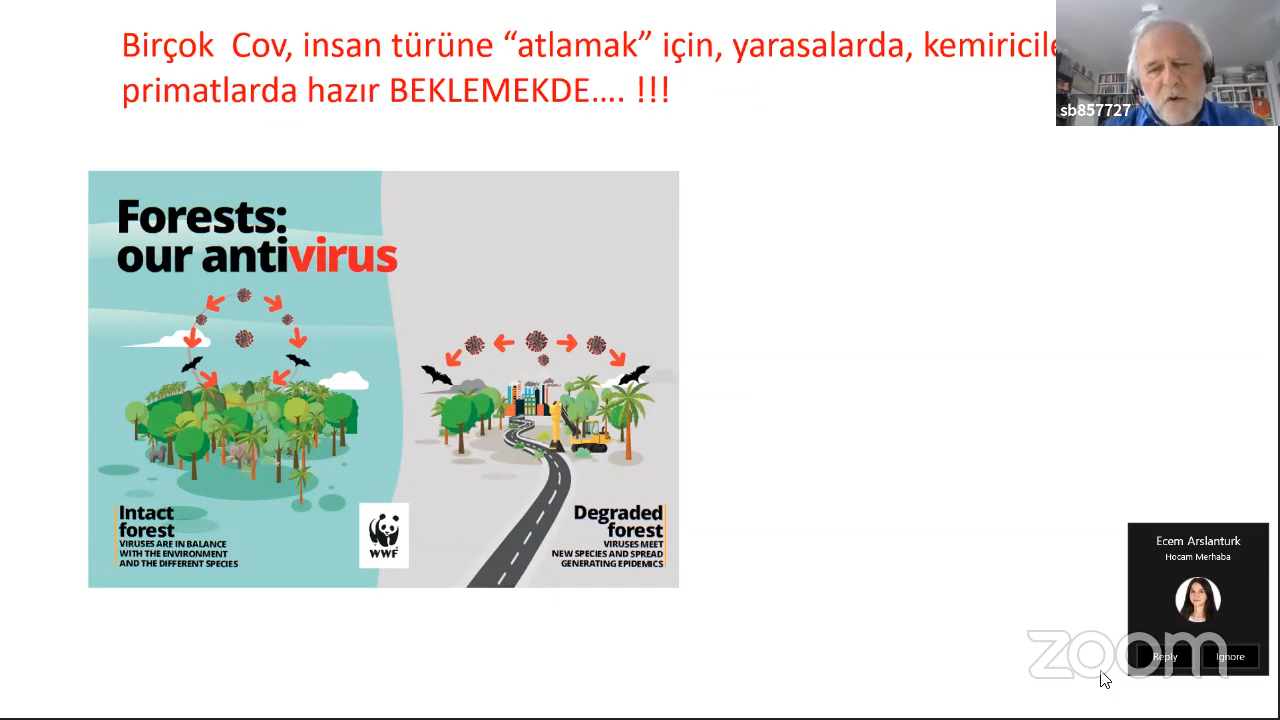 Birçok Cov, insan türüne “atlamak” için, yarasalarda,
primatlarda hazır BEKLEMEKDE…. !!!
sb857727
Forests:
our antivirus
Intact
forest
VIRUSES ARE IN BALANCE
WITH THE ENVIRONMENT
AND THE DIFFERENT SPECIES
WWF
Degraded
forest
VIRUSES MEET
NEW SPECIES AND SPREAD
GENERATING EPIDEMICS
Ecem Arslanturk
Hocam Merhaba
zoom
Reply Ignore